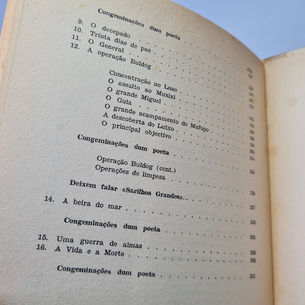 Congeminações dum poeta
9. O decepado
10. Trinta dias de paz
11. O General
12. A operação Buldog
Concentração no Luso
O assalto ao Muxixi
O grande Miguel
O Guia
O grande acampamento do Mafugo
A descoberta do Luixo
O principal objectivo
Congeminações dum poeta
Operação Buldog (cont.)
Operações de limpeza
Deixem falar «Sarilhos Grandes»...
14. A beira do mar
Congeminações dum poeta
15. Uma guerra de almas
16. A Vida e a Morte
Congeminações dum poeta